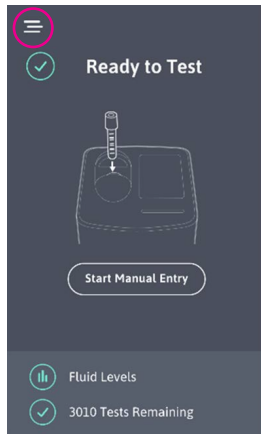 Ready to Test
Start Manual Entry
Fluid Levels
3010 Tests Remaining